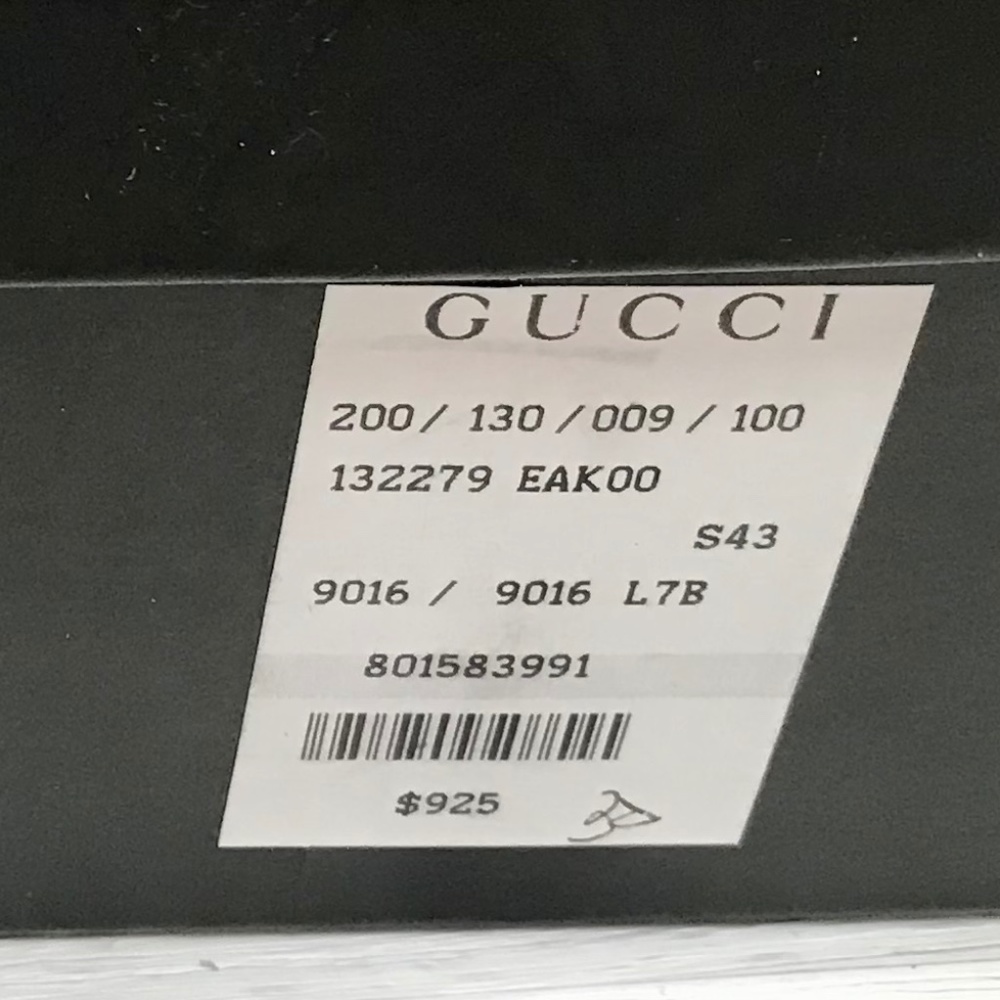 GUCCI
200 / 130 / 009 / 100
132279 EAK00
S43
9016 / 9016 L7B
801583991
$925